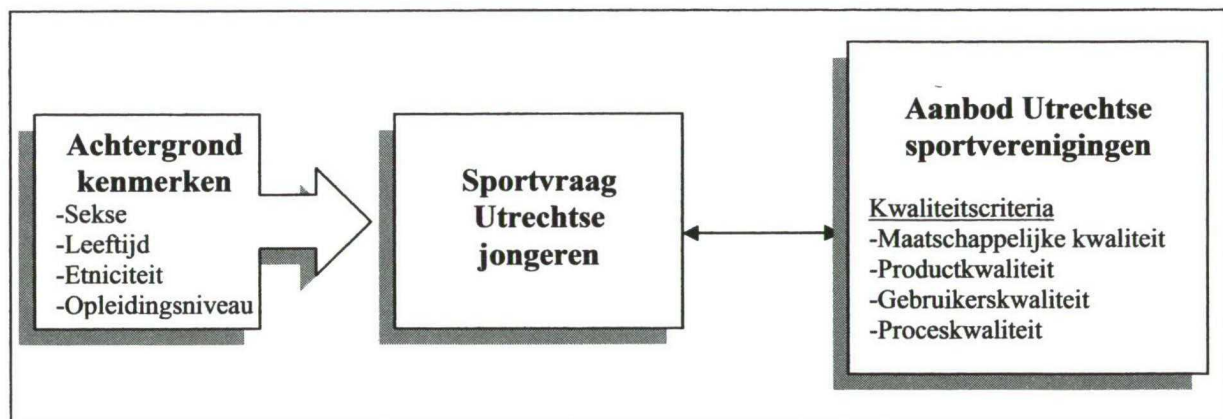 Achtergrond
kenmerken
-Sekse
-Leeftijd
-Etniciteit
-Opleidingsniveau
Sportvraag
Utrechtse
jongeren
Aanbod Utrechtse
sportverenigingen
Kwaliteitscriteria
-Maatschappelijke kwaliteit
-Productkwaliteit
-Gebruikerskwaliteit
-Proceskwaliteit